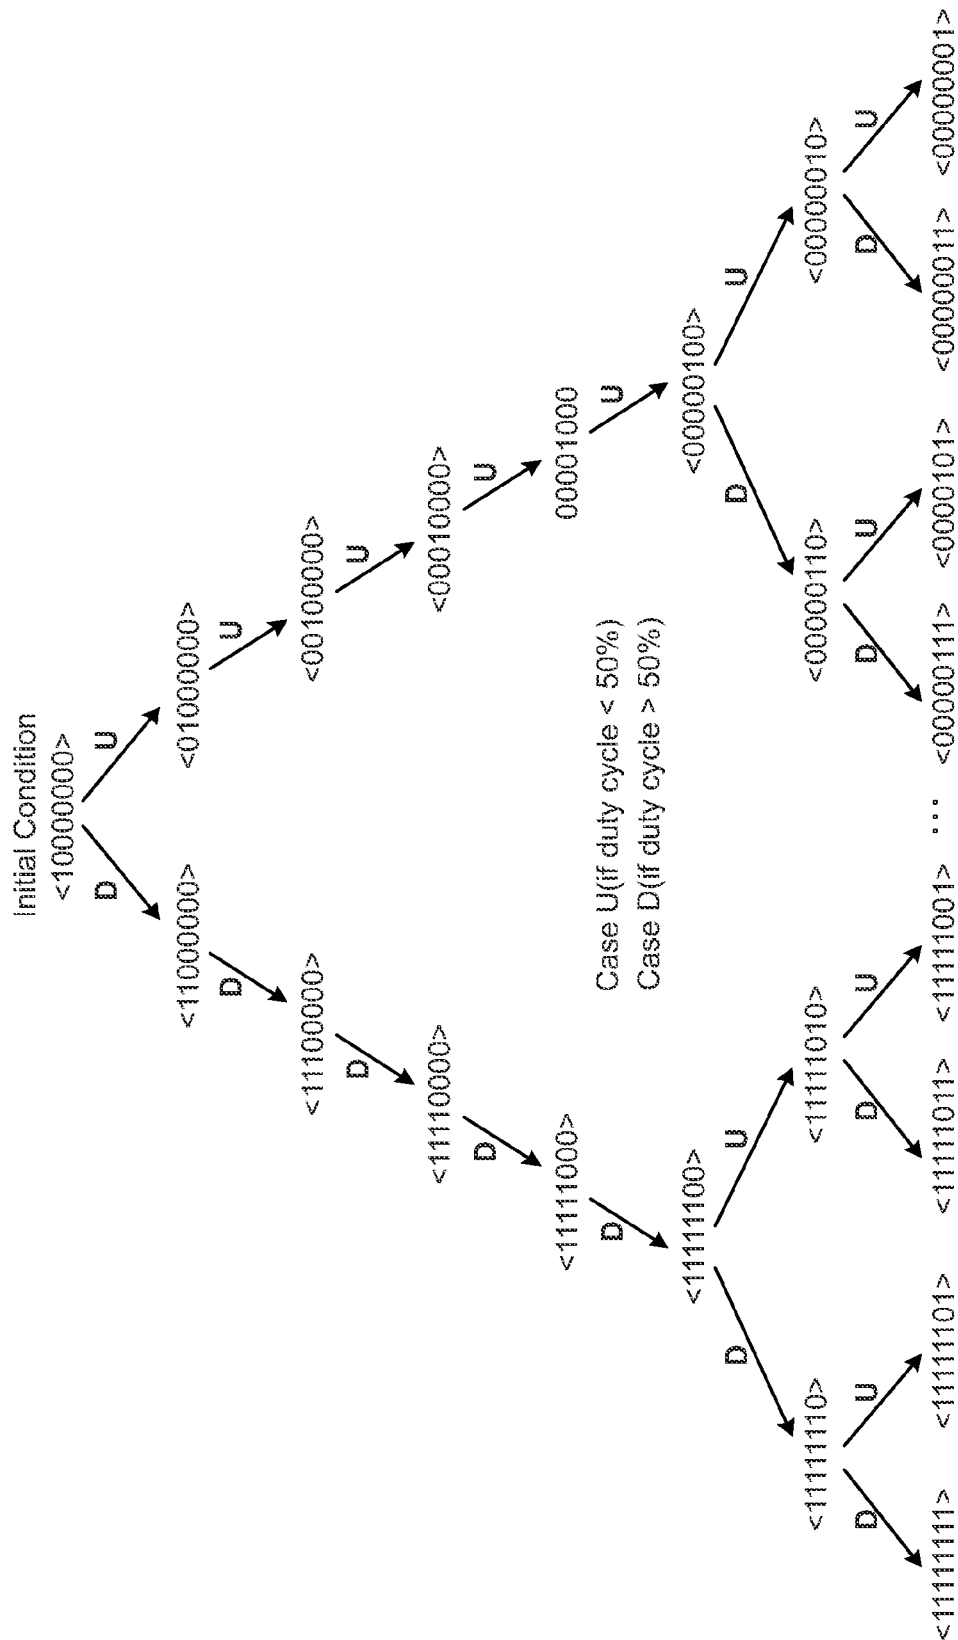 Initial Condition
<10000000>
D
U
<11000000>
<01000000>
D
U
<11100000>
<00100000>
D
U
<11110000>
<00010000>
D
U
<11111000>
00001000
Case U(if duty cycle < 50%)
Case D(if duty cycle > 50%)
D
U
<11111100>
<00000100>
D
U
D
U
<11111110>
<11111010>
<00000110>
<00000010>
D
U
D
U
D
U
D
U
<11111111>
<11111101>
<11111011>
<11111001>
...
<00000111>
<0000101>
<00000011>
<00000001>